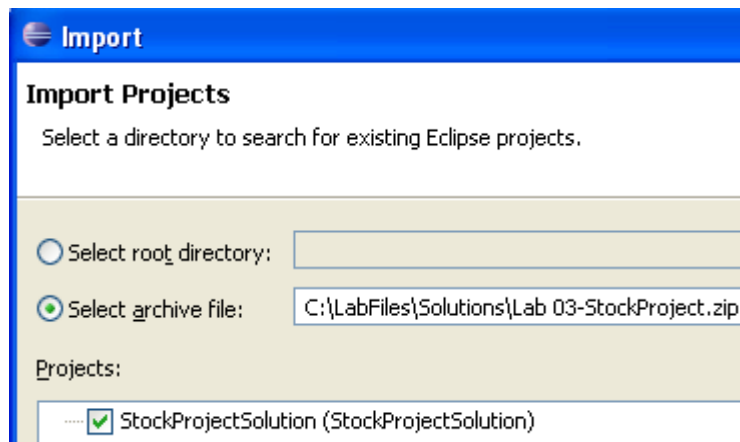 Import
Import Projects
Select a directory to search for existing Eclipse projects.
Select root directory:
Select archive file: C:\LabFiles\Solutions\Lab 03-StockProject.zip
Projects:
StockProjectSolution (StockProjectSolution)